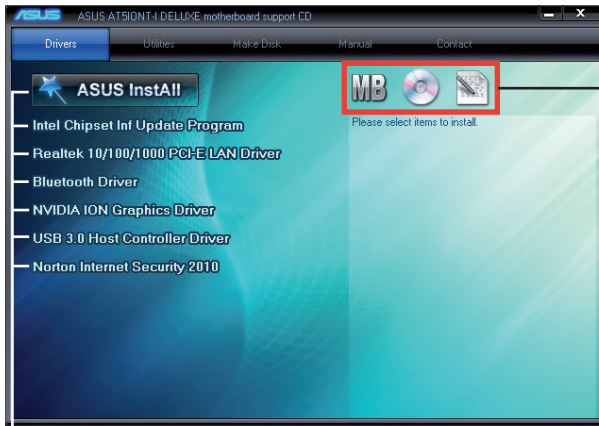 ASUS ASUS AT5IONT-I DELUXE motherboard support CD
Drivers Utilities Make Disk Manual Contact
ASUS InstAll
MB
Please select items to install.
Intel Chipset Inf Update Program
Realtek 10/100/1000 PCI-E LAN Driver
Bluetooth Driver
NVIDIA ION Graphics Driver
USB 3.0 Host Controller Driver
Norton Internet Security 2010